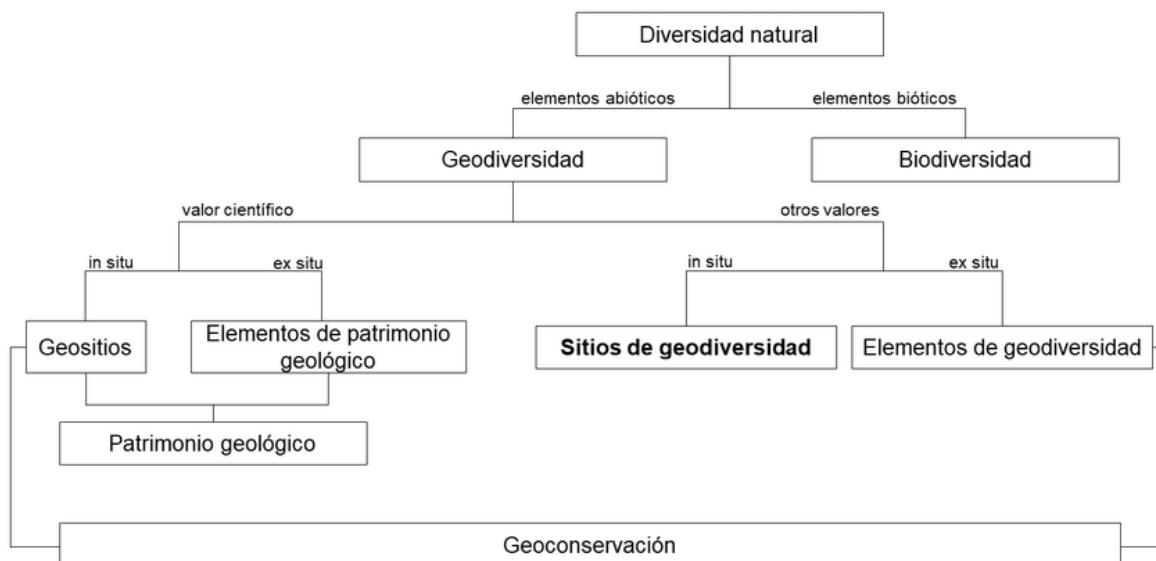 Diversidad natural
elementos abióticos
elementos bióticos
Geodiversidad
Biodiversidad
valor científico
otros valores
in situ
ex situ
in situ
ex situ
Geositios
Elementos de patrimonio
geológico
Sitios de geodiversidad
Elementos de geodiversidad
Patrimonio geológico
Geoconservación